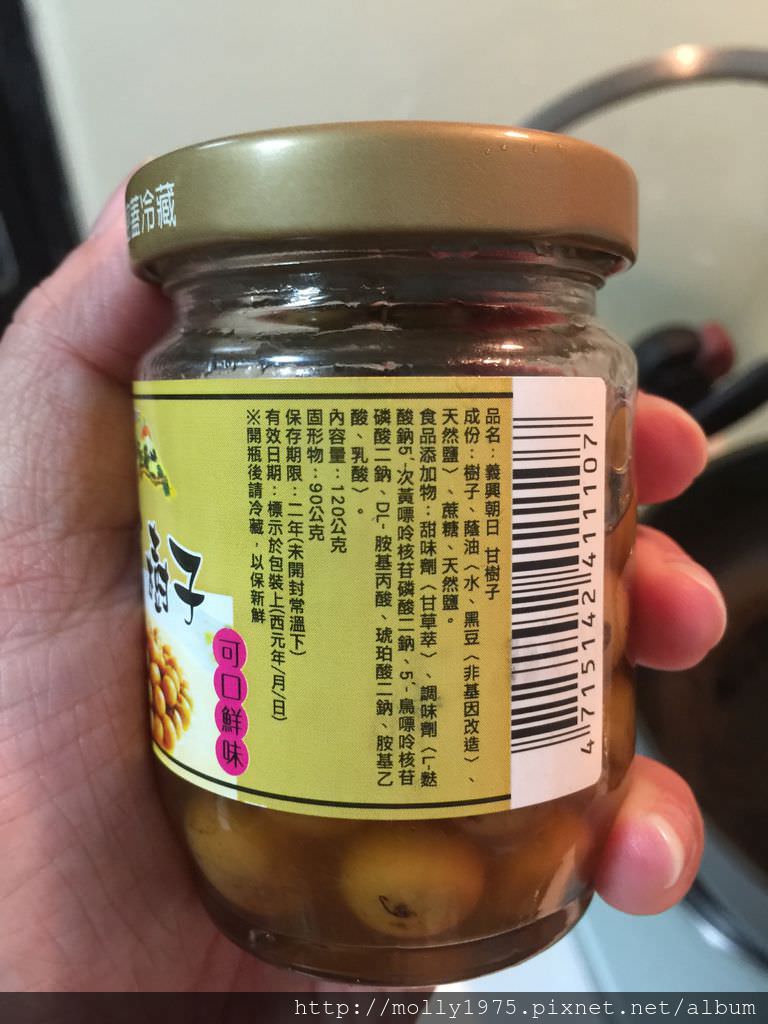 蓋冷藏
品名：義興朝日 甘樹子
成份：樹子、蔭油〈水、黑豆〈非基因改造〉、
天然鹽〉、蔗糖、天然鹽。
食品添加物：甜味劑〈甘草萃〉、調味劑〈L-麩
酸鈉5´-次黃嘌呤核苷磷酸二鈉、5´-鳥嘌呤核苷
磷酸二鈉、DL-胺基丙酸、琥珀酸二鈉、胺基乙
酸、乳酸〉。
內容量：120公克
固形物：90公克
保存期限：二年(未開封常溫下)
有效日期：標示於包裝上(西元年/月/日)
※開瓶後請冷藏，以保新鮮
樹子
可口鮮味
4715142411107
http://molly1975.pixnet.net/album